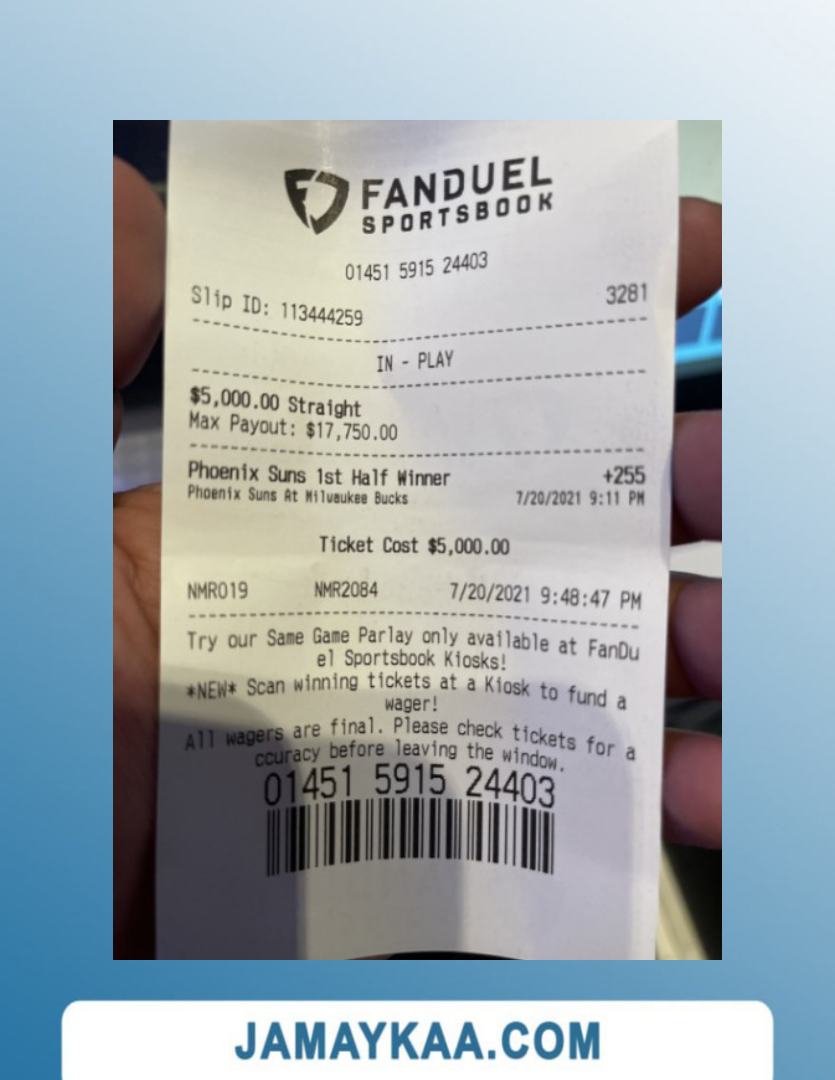 FANDUEL
SPORTSBOOK
01451 5915 24403
Slip ID: 113444259 3281
IN - PLAY
$5,000.00 Straight
Max Payout: $17,750.00
Phoenix Suns 1st Half Winner +255
Phoenix Suns At Milwaukee Bucks 7/20/2021 9:11 PM
Ticket Cost $5,000.00
NMR019 NMR2084 7/20/2021 9:48:47 PM
Try our Same Game Parlay only available at FanDu
el Sportsbook Kiosks!
*NEW* Scan winning tickets at a Kiosk to fund a
wager!
All wagers are final. Please check tickets for a
ccuracy before leaving the window.
01451 5915 24403
JAMAYKAA.COM